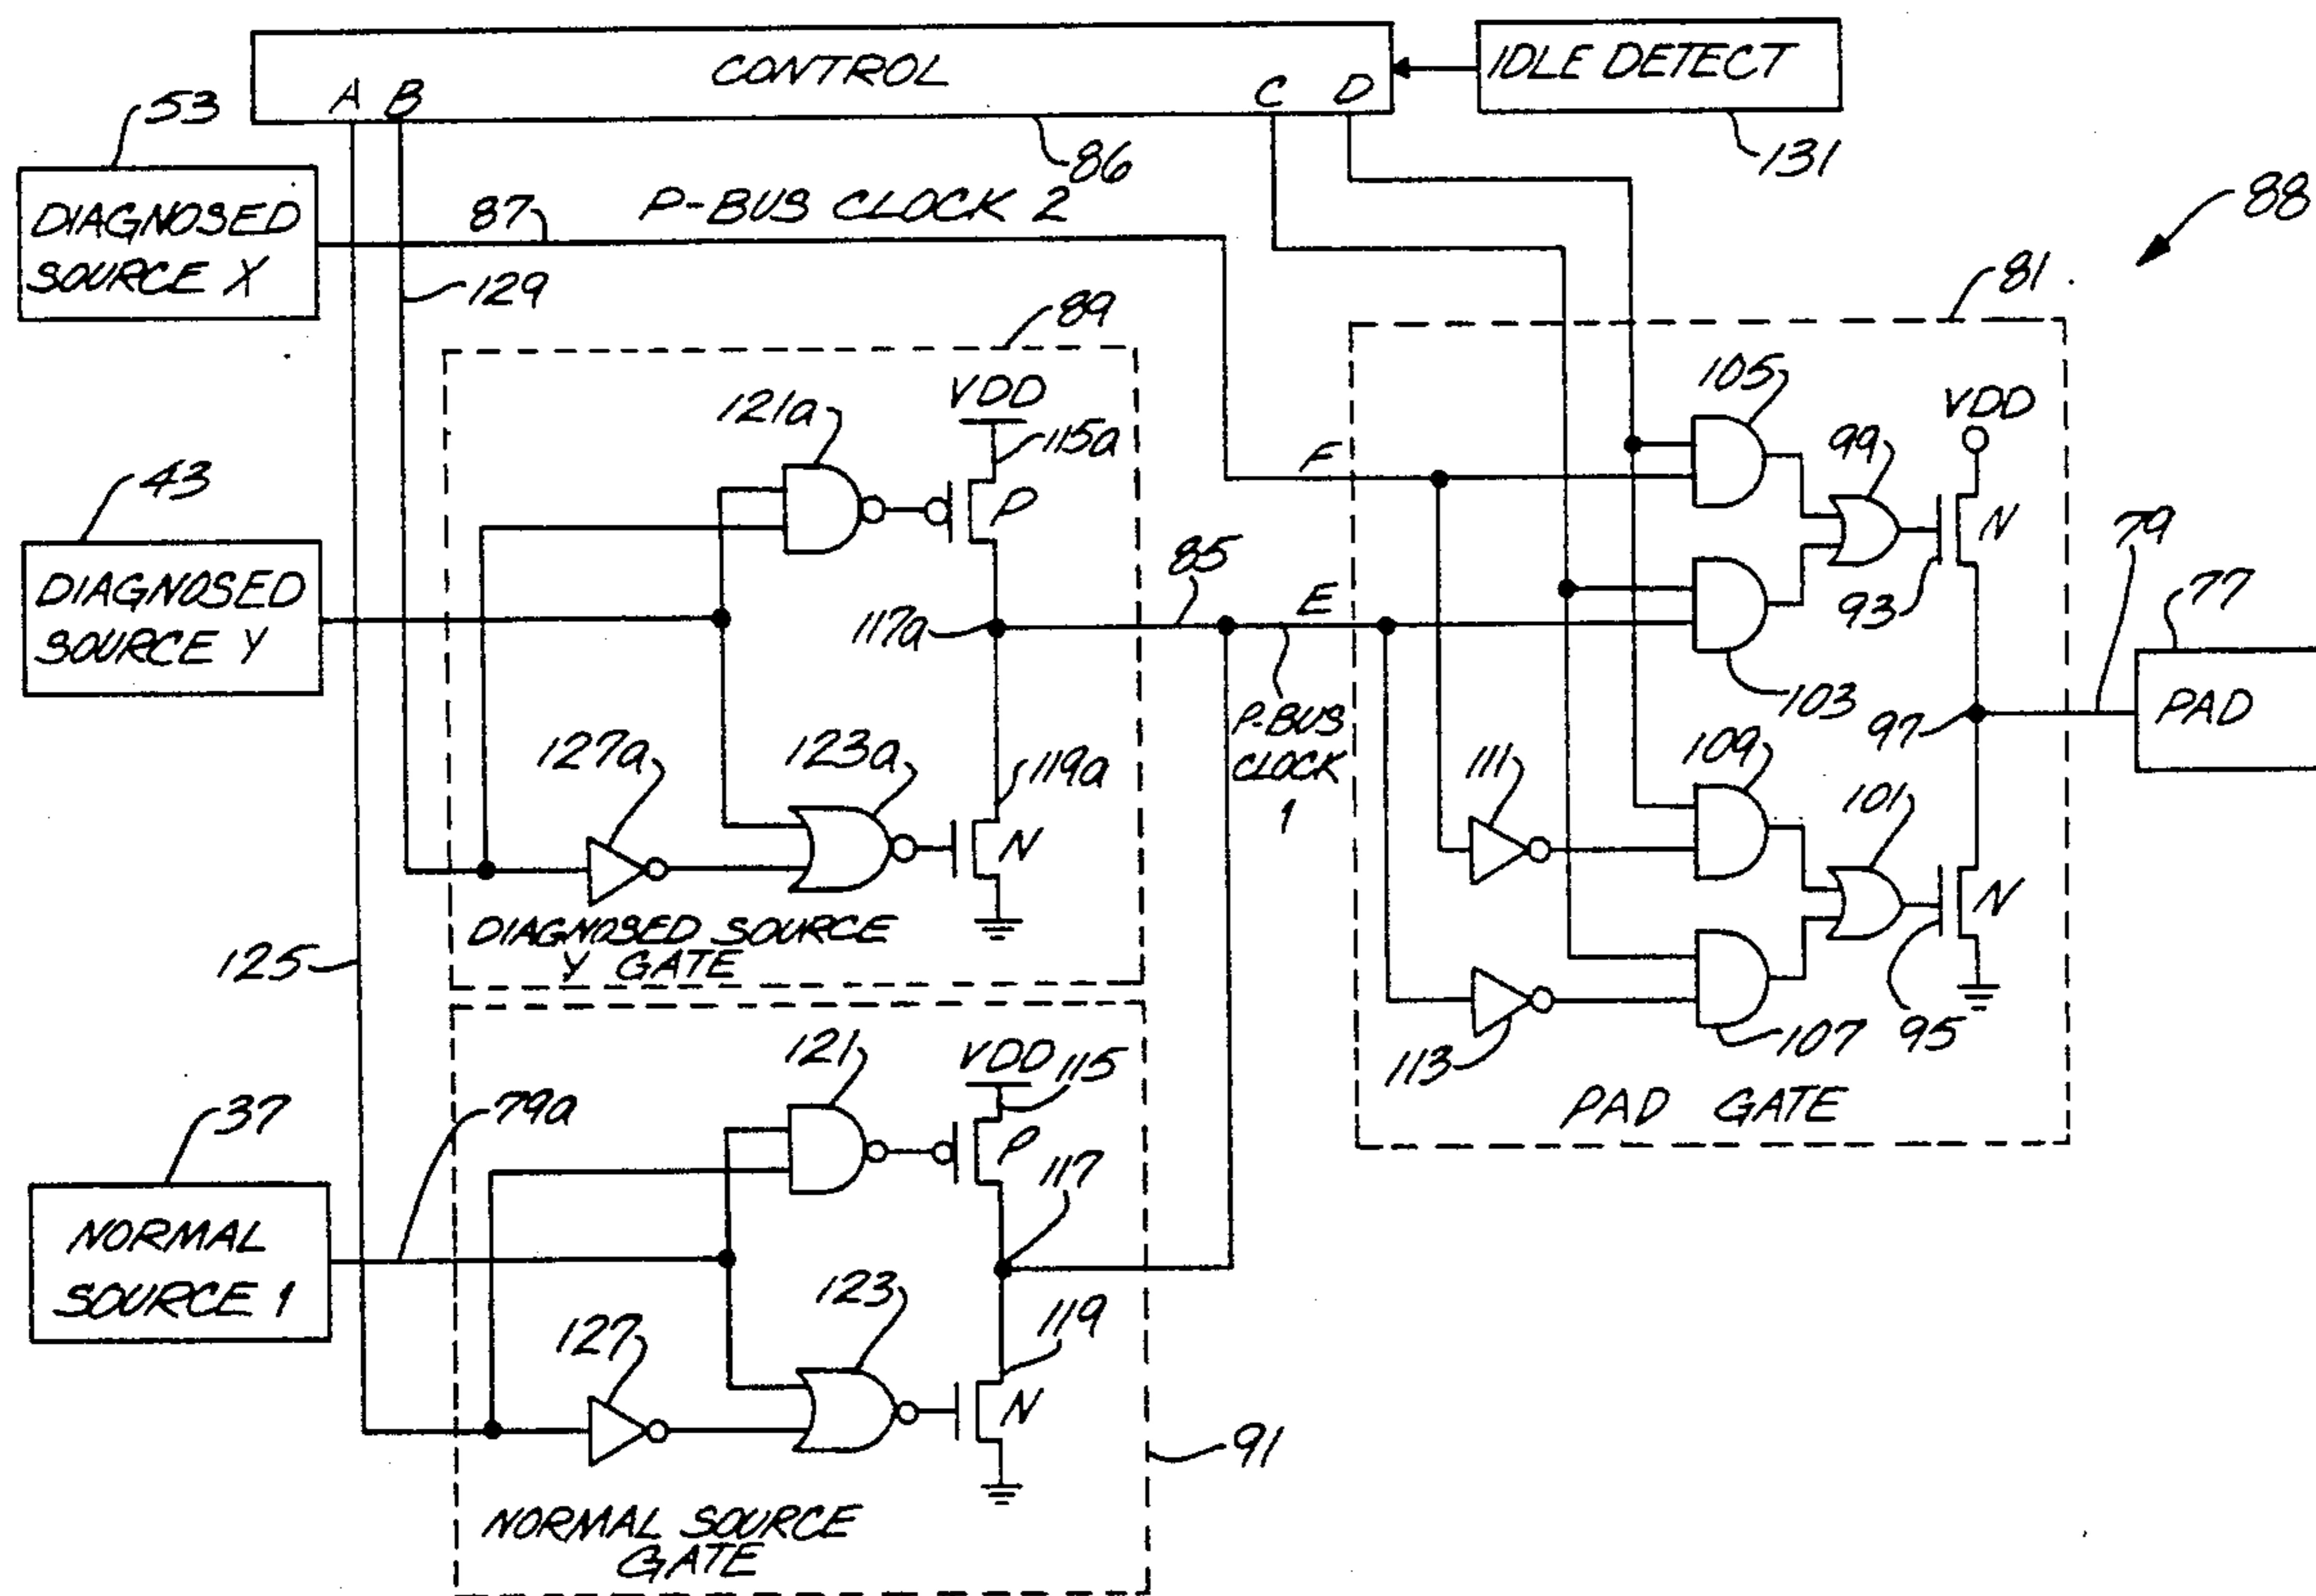 CONTROL
IDLE DETECT
A
B
C
D
53
86
131
88
DIAGNOSED
SOURCE X
87
P-BUS CLOCK 2
129
89
81
121a
VDD
115a
P
F
105
99
VDD
N
79
43
DIAGNOSED
SOURCE Y
117a
85
E
93
77
PAD
103
97
P-BUS
CLOCK
1
127a
123a
119a
N
111
109
101
N
DIAGNOSED SOURCE
Y GATE
125
113
107
95
PAD GATE
37
79a
121
VDD
115
P
117
NORMAL
SOURCE 1
127
123
119
N
91
NORMAL SOURCE
GATE